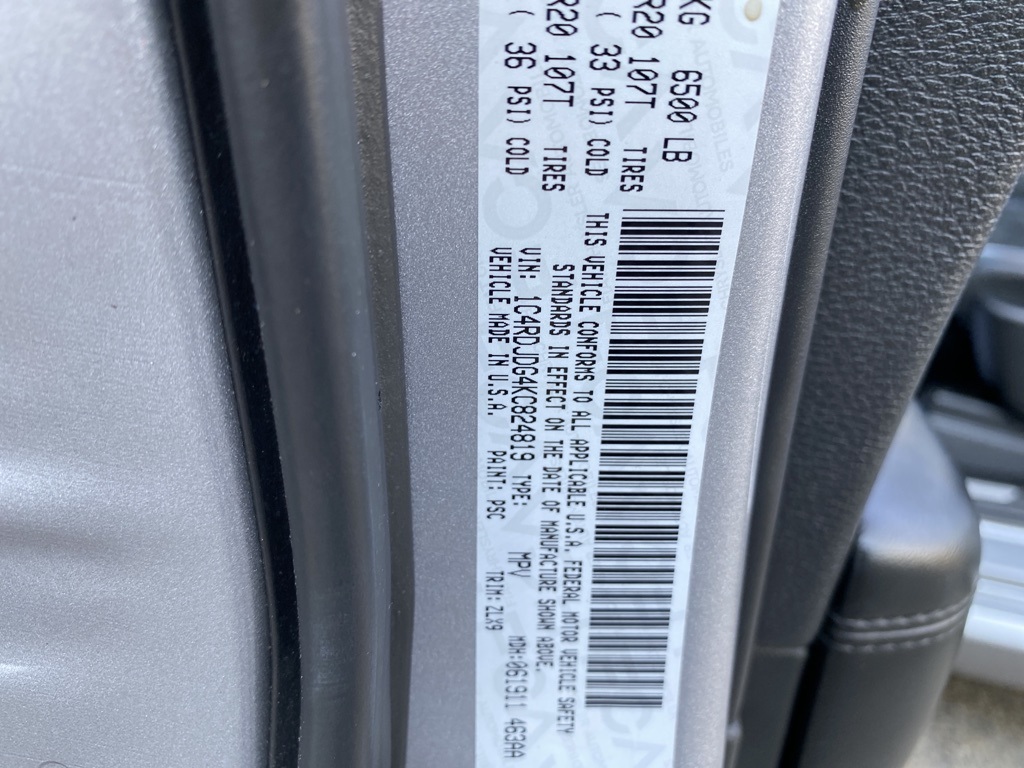 KG 6500 LB
R20 107T TIRES
( 33 PSI) COLD
R20 107T TIRES
( 36 PSI) COLD
THIS VEHICLE CONFORMS TO ALL APPLICABLE U.S.A. FEDERAL MOTOR VEHICLE SAFETY
STANDARDS IN EFFECT ON THE DATE OF MANUFACTURE SHOWN ABOVE.
VIN: 1C4RDJDG4KC824819 TYPE: MPV MDH:061911 463AA
VEHICLE MADE IN U.S.A. PAINT: PSC TRIM: ZLX9